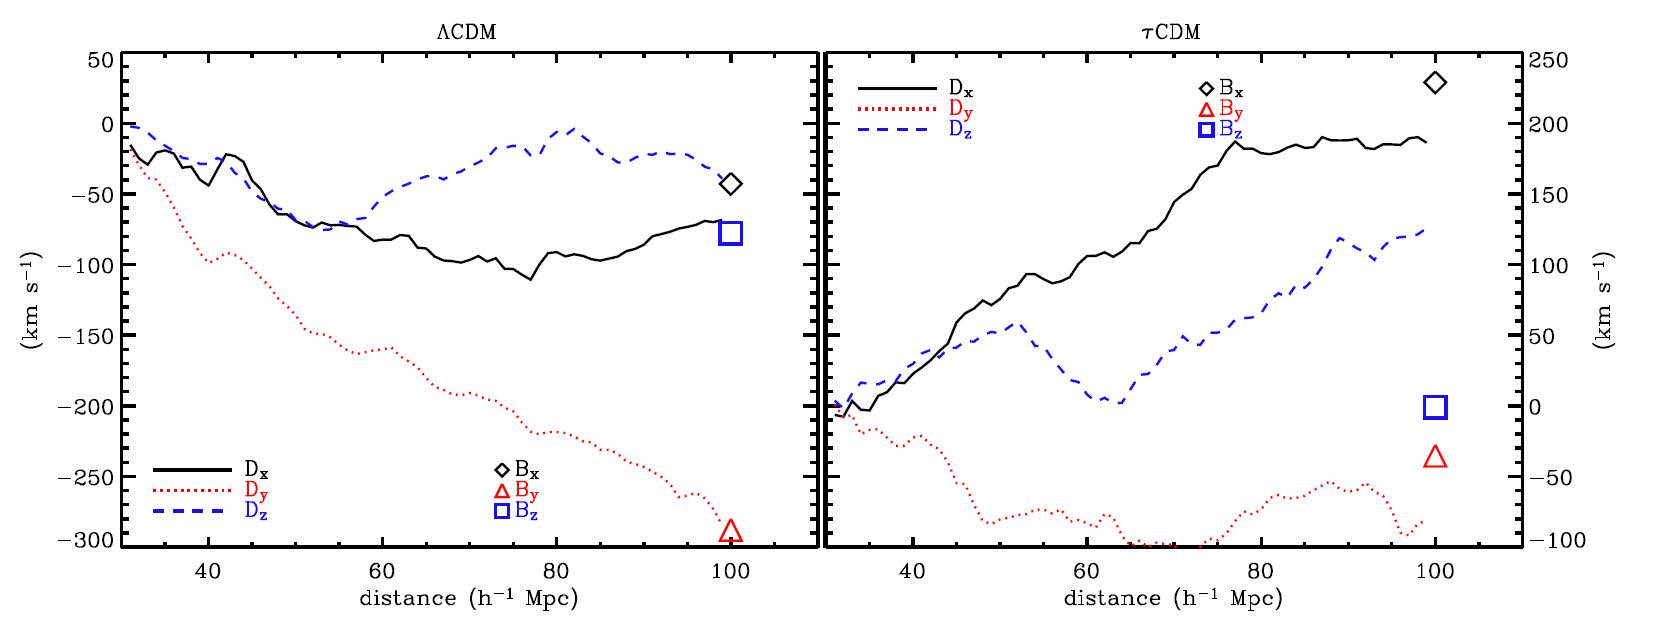 ΛCDM
τCDM
50
0
−50
−100
−150
−200
−250
−300
(km s⁻¹)
D_x
D_y
D_z
B_x
B_y
B_z
40 60 80 100
distance (h⁻¹ Mpc)
D_x
D_y
D_z
B_x
B_y
B_z
250
200
150
100
50
0
−50
−100
(km s⁻¹)
40 60 80 100
distance (h⁻¹ Mpc)